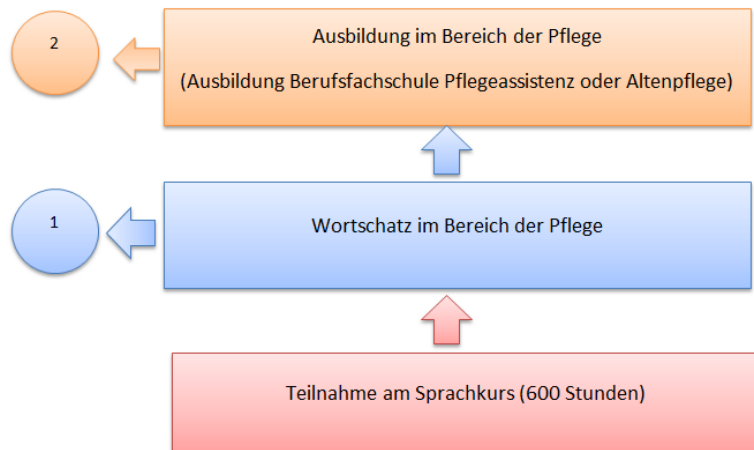 2
Ausbildung im Bereich der Pflege
(Ausbildung Berufsfachschule Pflegeassistenz oder Altenpflege)
1
Wortschatz im Bereich der Pflege
Teilnahme am Sprachkurs (600 Stunden)